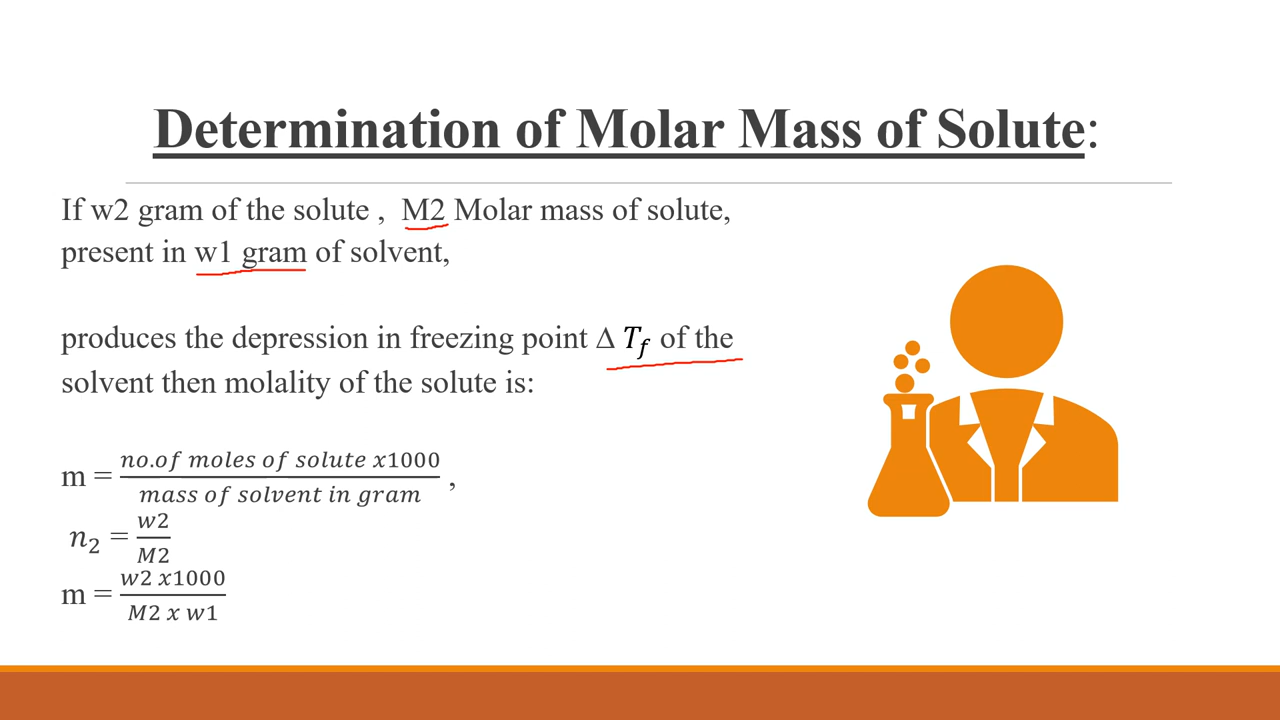 Determination of Molar Mass of Solute:
If w2 gram of the solute , M2 Molar mass of solute,
present in w1 gram of solvent,
produces the depression in freezing point Δ T_f of the
solvent then molality of the solute is:
m = \frac{no.of moles of solute x1000}{mass of solvent in gram} ,
n_2 = \frac{w2}{M2}
m = \frac{w2 x1000}{M2 x w1}